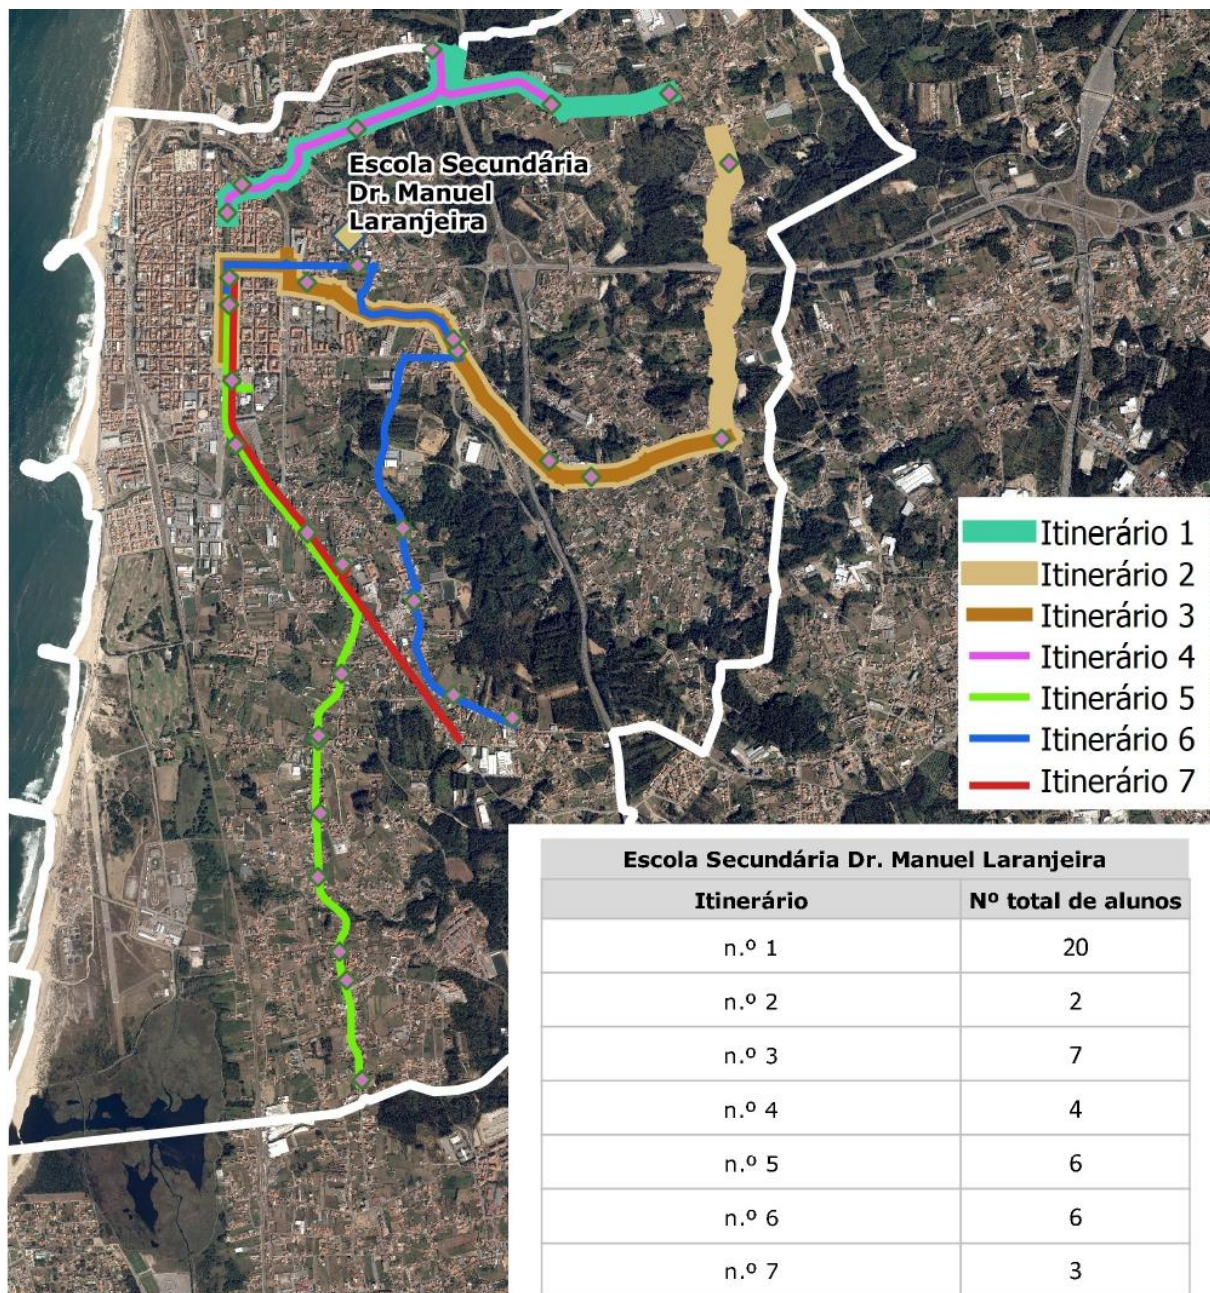 Escola Secundária
Dr. Manuel
Laranjeira
Itinerário 1
Itinerário 2
Itinerário 3
Itinerário 4
Itinerário 5
Itinerário 6
Itinerário 7
Escola Secundária Dr. Manuel Laranjeira
Itinerário Nº total de alunos
n.º 1 20
n.º 2 2
n.º 3 7
n.º 4 4
n.º 5 6
n.º 6 6
n.º 7 3